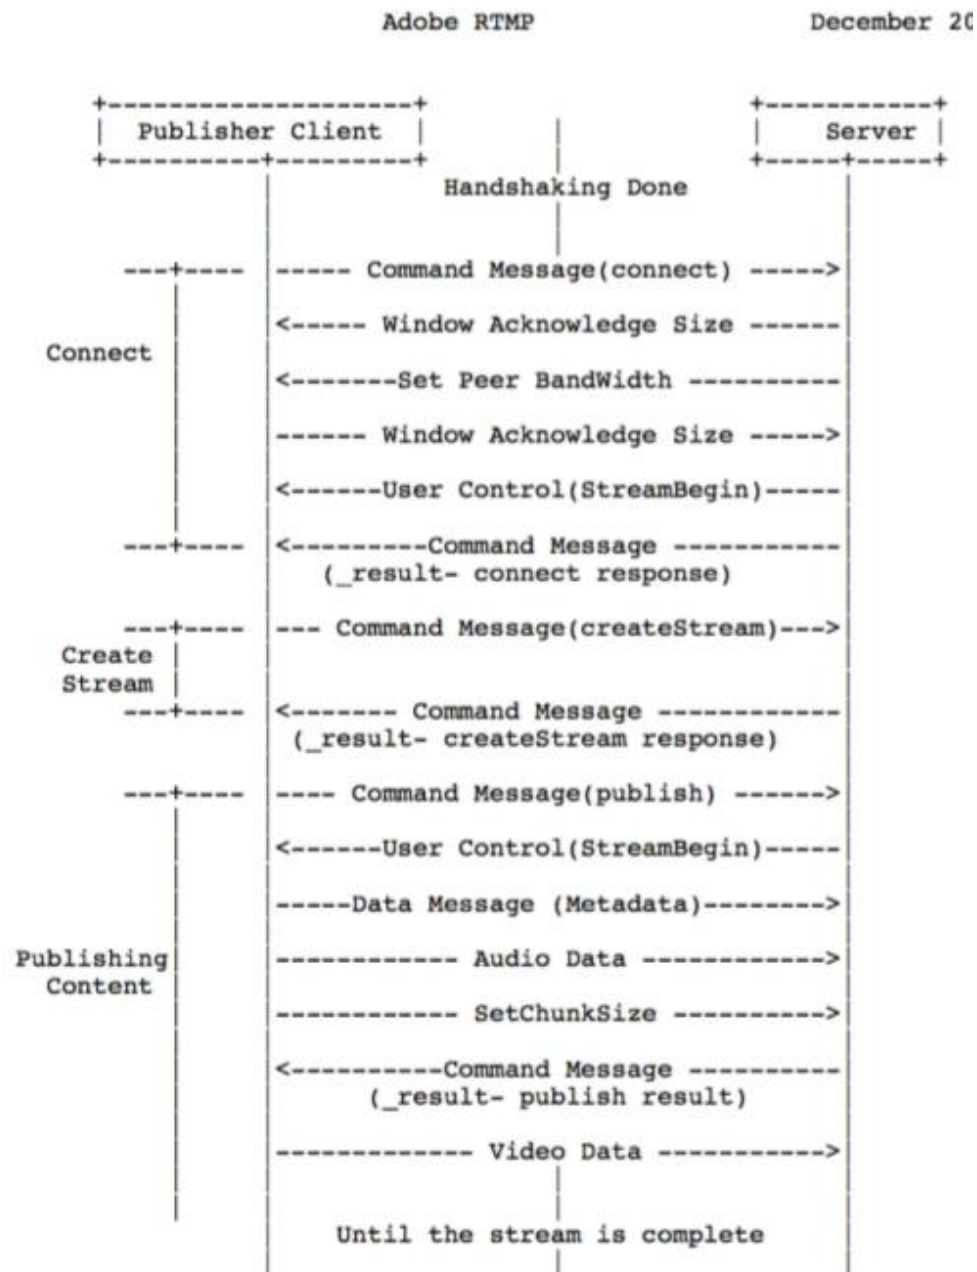 Adobe RTMP December 20
Publisher Client Server
Handshaking Done
Command Message(connect)
Window Acknowledge Size
Connect
Set Peer BandWidth
Window Acknowledge Size
User Control(StreamBegin)
Command Message
(_result- connect response)
Command Message(createStream)
Create
Stream
Command Message
(_result- createStream response)
Command Message(publish)
User Control(StreamBegin)
Data Message (Metadata)
Publishing Audio Data
Content
SetChunkSize
Command Message
(_result- publish result)
Video Data
Until the stream is complete